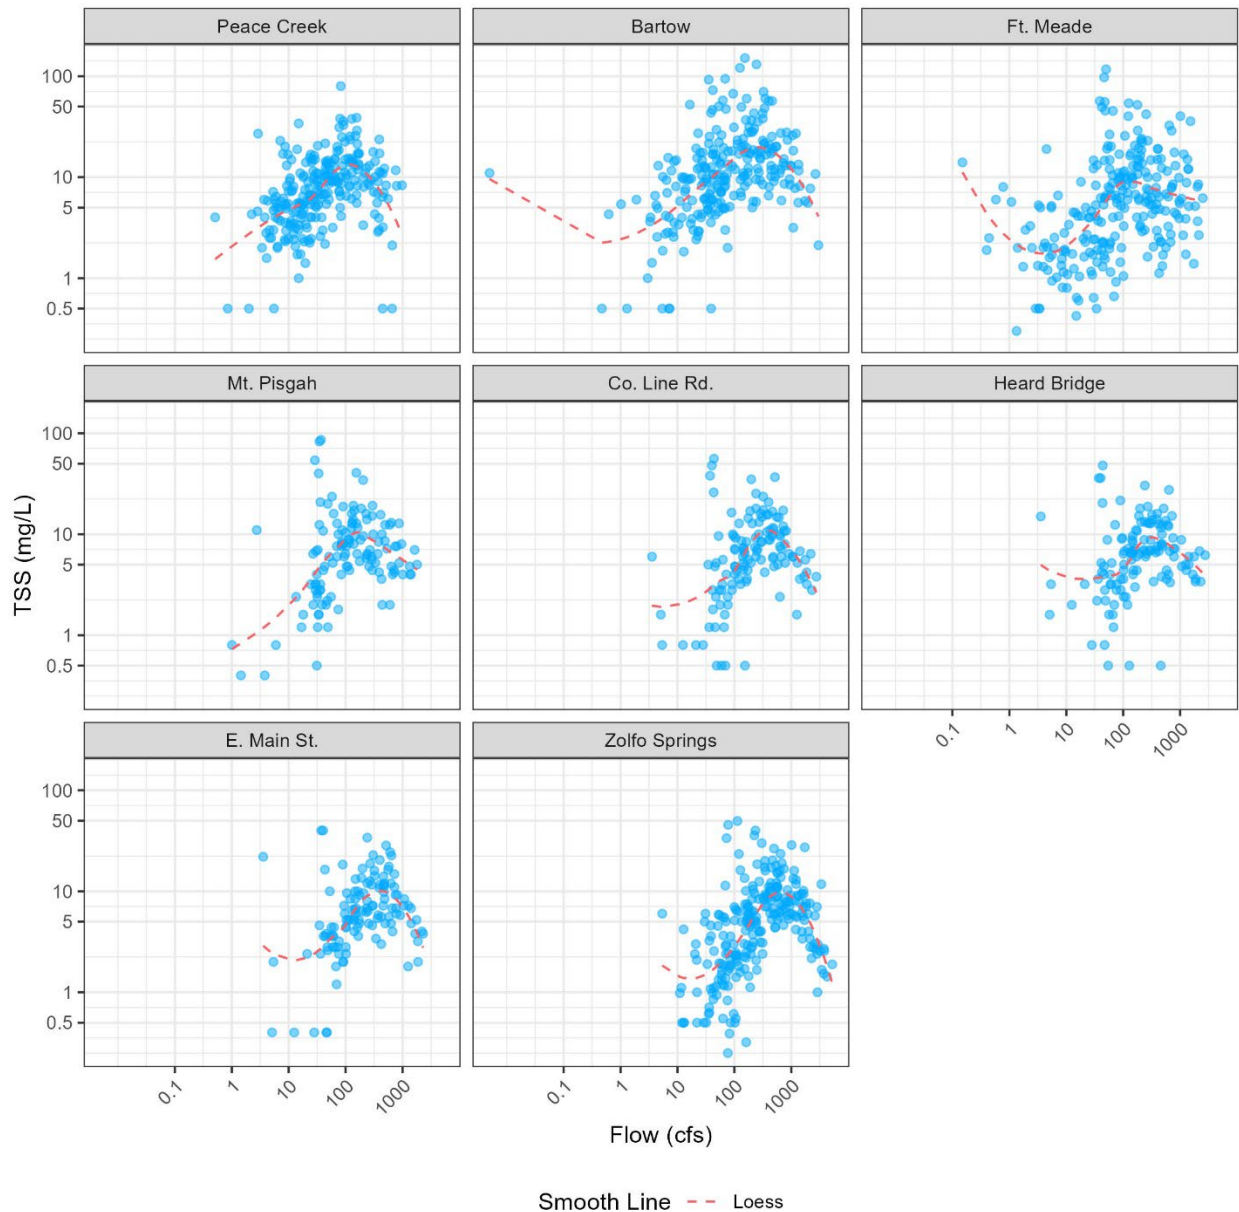 Peace Creek Bartow Ft. Meade
100
50
10
5
1
0.5
Mt. Pisgah Co. Line Rd. Heard Bridge
100
50
10
5
1
0.5
TSS (mg/L)
0.1 1 10 100 1000
E. Main St. Zolfo Springs
100
50
10
5
1
0.5
0.1 1 10 100 1000 0.1 1 10 100 1000
Flow (cfs)
Smooth Line Loess